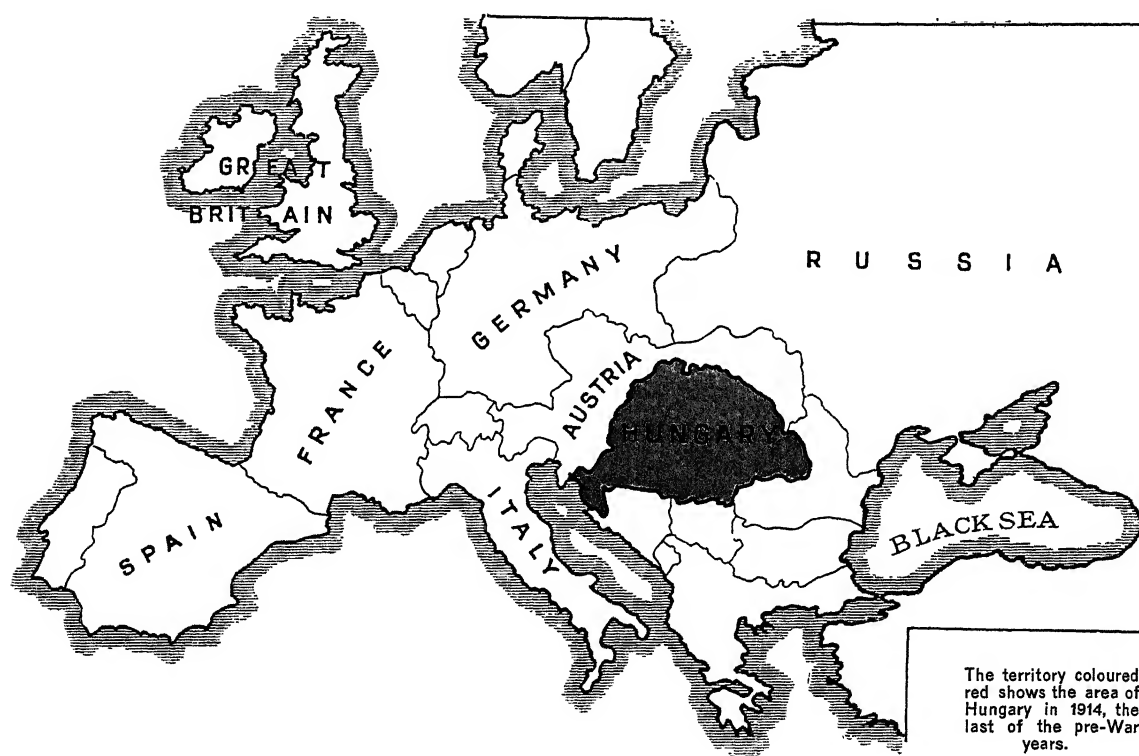 GREAT
BRITAIN
RUSSIA
GERMANY
FRANCE
AUSTRIA
HUNGARY
ITALY
SPAIN
BLACK SEA
The territory coloured
red shows the area of
Hungary in 1914, the
last of the pre-War
years.